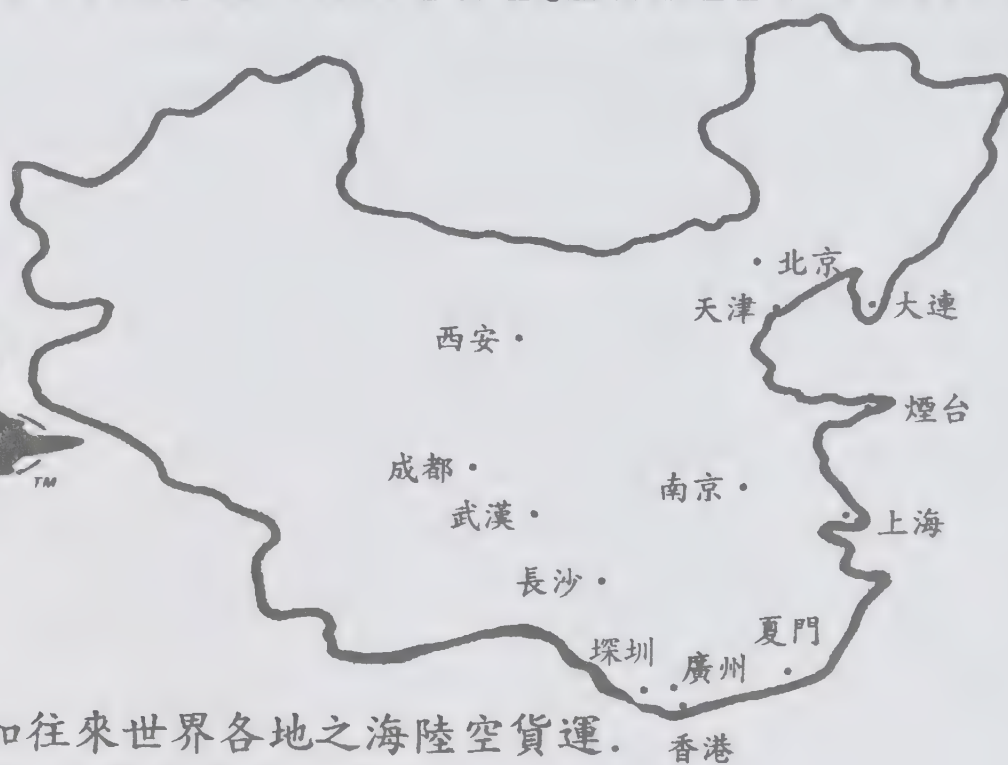 北京
天津
大連
西安
煙台
成都
南京
武漢
上海
TM
長沙
夏門
堔圳
廣州
往來世界各地之海陸空貨運.
香港